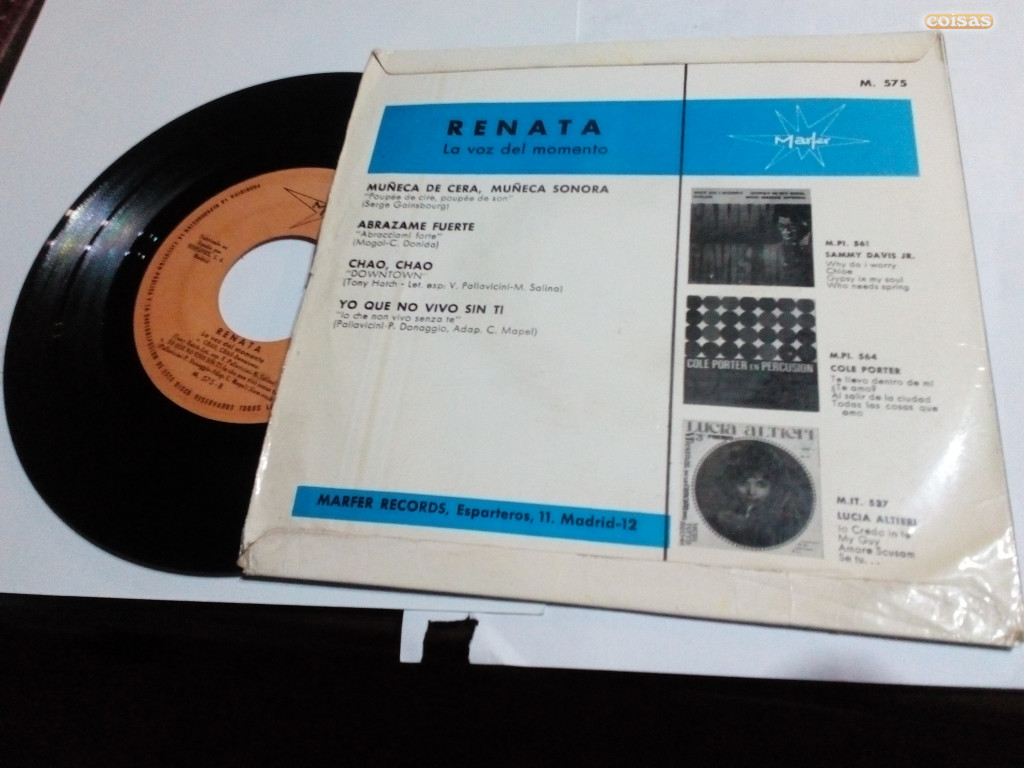 coisas
M. 575
RENATA
La voz del momento
Marfer
MUÑECA DE CERA, MUÑECA SONORA
"Poupée de cire, poupée de son"
(Serge Gainsbourg)
ABRAZAME FUERTE
"Abracciami forte"
(Mogol-C. Donida)
CHAO, CHAO
"DOWNTOWN"
(Tony Hatch - Let. esp: V. Pallavicini-M. Salina)
YO QUE NO VIVO SIN TI
"Io che non vivo senza te"
(Pallavicini-P. Donaggio, Adap. C. Mapel)
MARFER RECORDS, Esparteros, 11. Madrid-12
M.PI. 561
SAMMY DAVIS JR.
Why do i worry
Chloe
Gypsy in my soul
Who needs spring
COLE PORTER EN PERCUSION
M.PI. 564
COLE PORTER
Te llevo dentro de mi
¿Te amo?
Al salir de la ciudad
Todas las cosas que
amo
LUCIA ALTIERI
M.IT. 537
LUCIA ALTIERI
Io Credo in te
My Guy
Amore Scusam
Se tu. . .
Marfer
RENATA
La voz del momento
M. 575-B